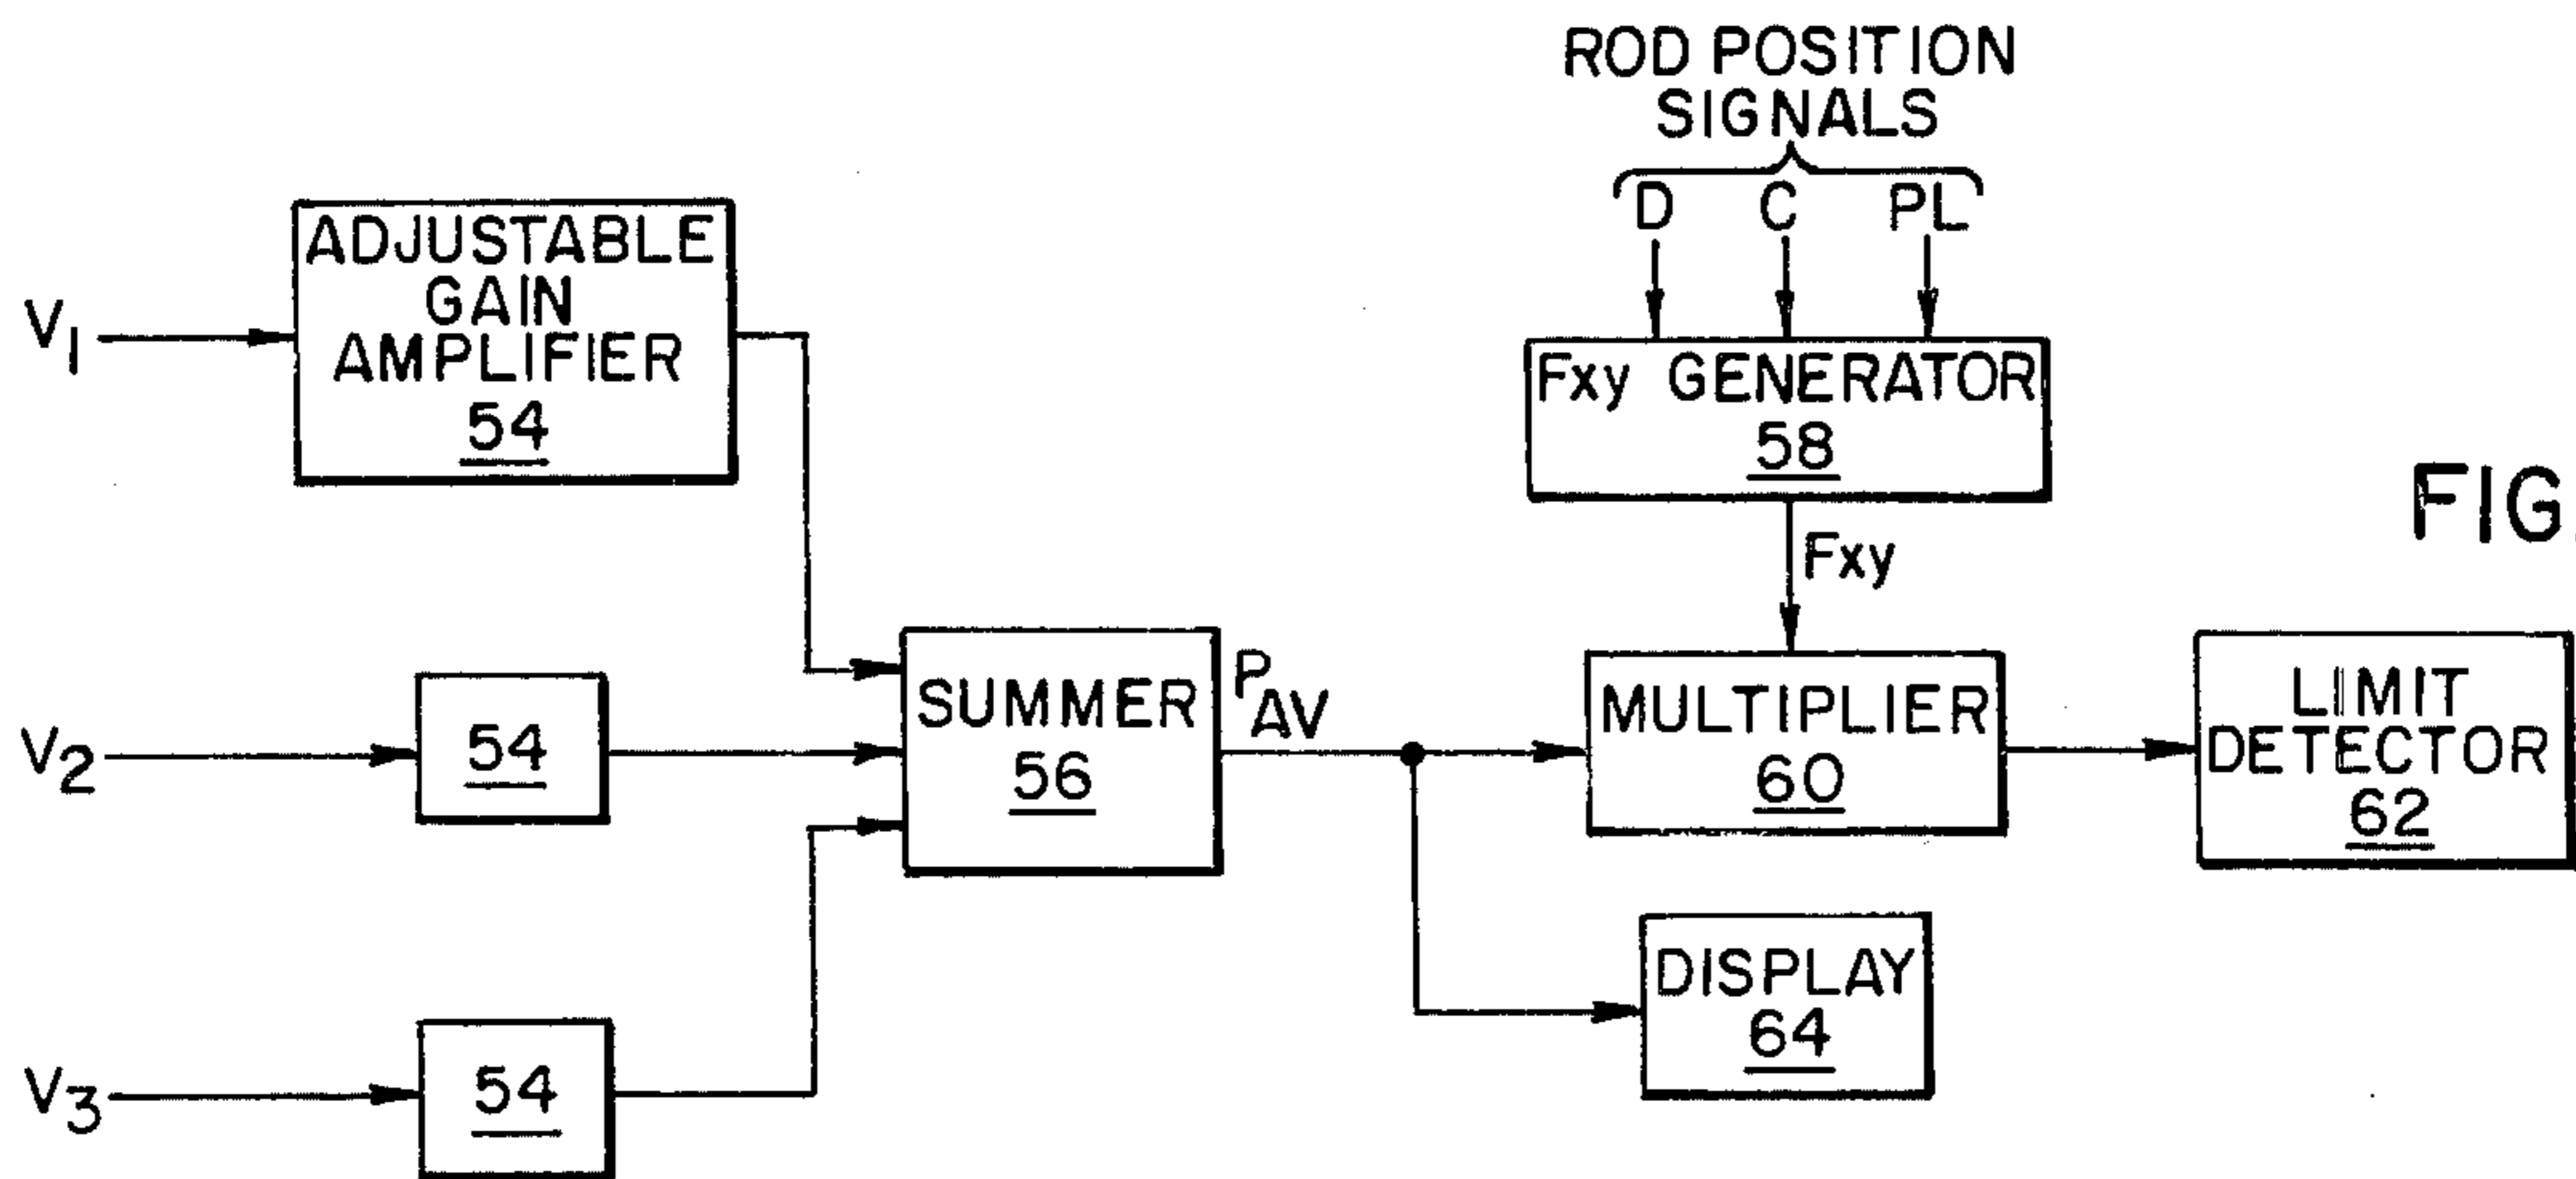 ROD POSITION
SIGNALS
D C PL
ADJUSTABLE
GAIN
AMPLIFIER
54
V1
Fxy GENERATOR
58
Fxy
FIG.
V2
54
SUMMER
56
PAV
MULTIPLIER
60
LIMIT
DETECTOR
62
DISPLAY
64
V3
54